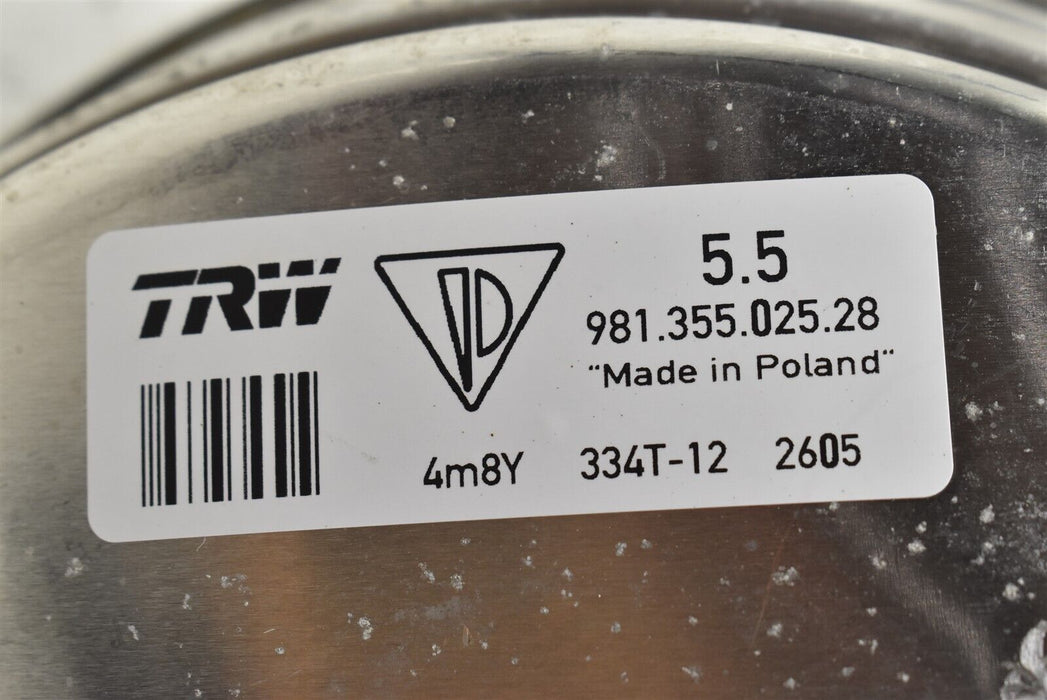 TRW
5.5
981.355.025.28
"Made in Poland"
4m8Y 334T-12 2605